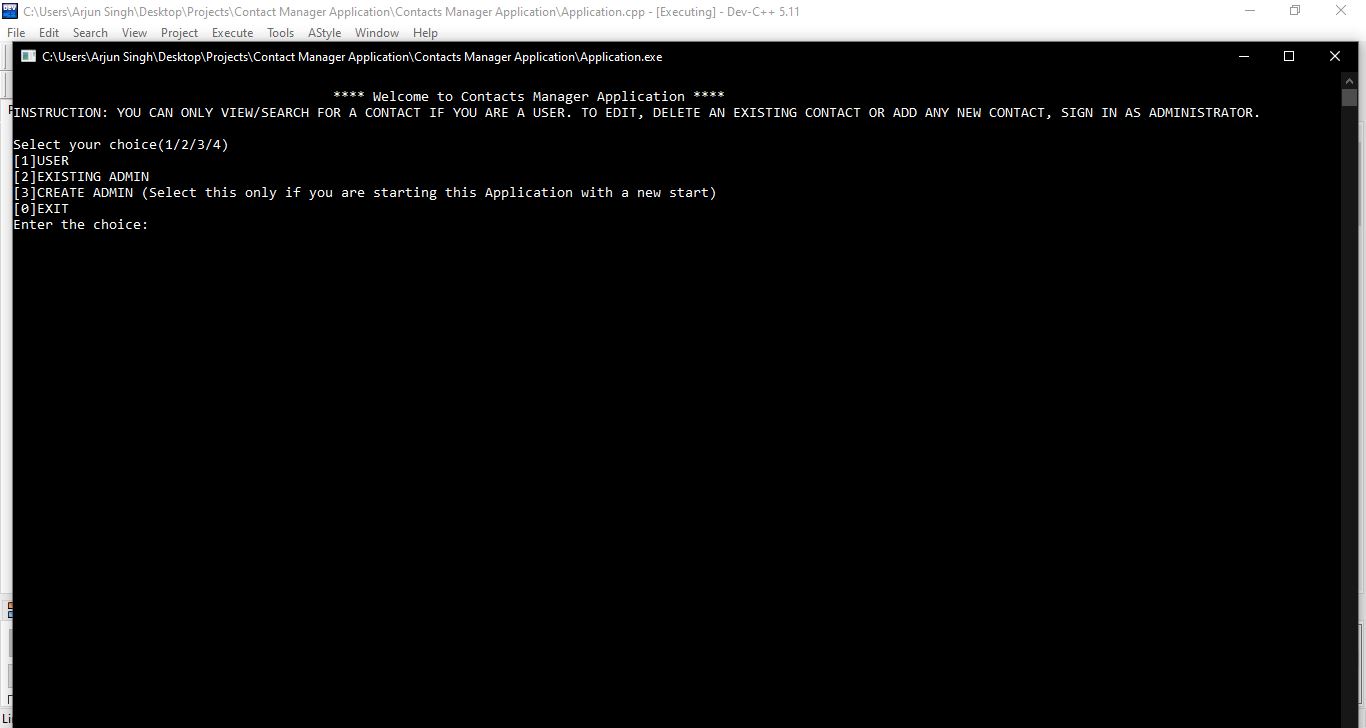 C:\Users\Arjun Singh\Desktop\Projects\Contact Manager Application\Contacts Manager Application\Application.cpp - [Executing] - Dev-C++ 5.11
File Edit Search View Project Execute Tools AStyle Window Help
C:\Users\Arjun Singh\Desktop\Projects\Contact Manager Application\Contacts Manager Application\Application.exe
**** Welcome to Contacts Manager Application ****
INSTRUCTION: YOU CAN ONLY VIEW/SEARCH FOR A CONTACT IF YOU ARE A USER. TO EDIT, DELETE AN EXISTING CONTACT OR ADD ANY NEW CONTACT, SIGN IN AS ADMINISTRATOR.
Select your choice(1/2/3/4)
[1]USER
[2]EXISTING ADMIN
[3]CREATE ADMIN (Select this only if you are starting this Application with a new start)
[0]EXIT
Enter the choice: